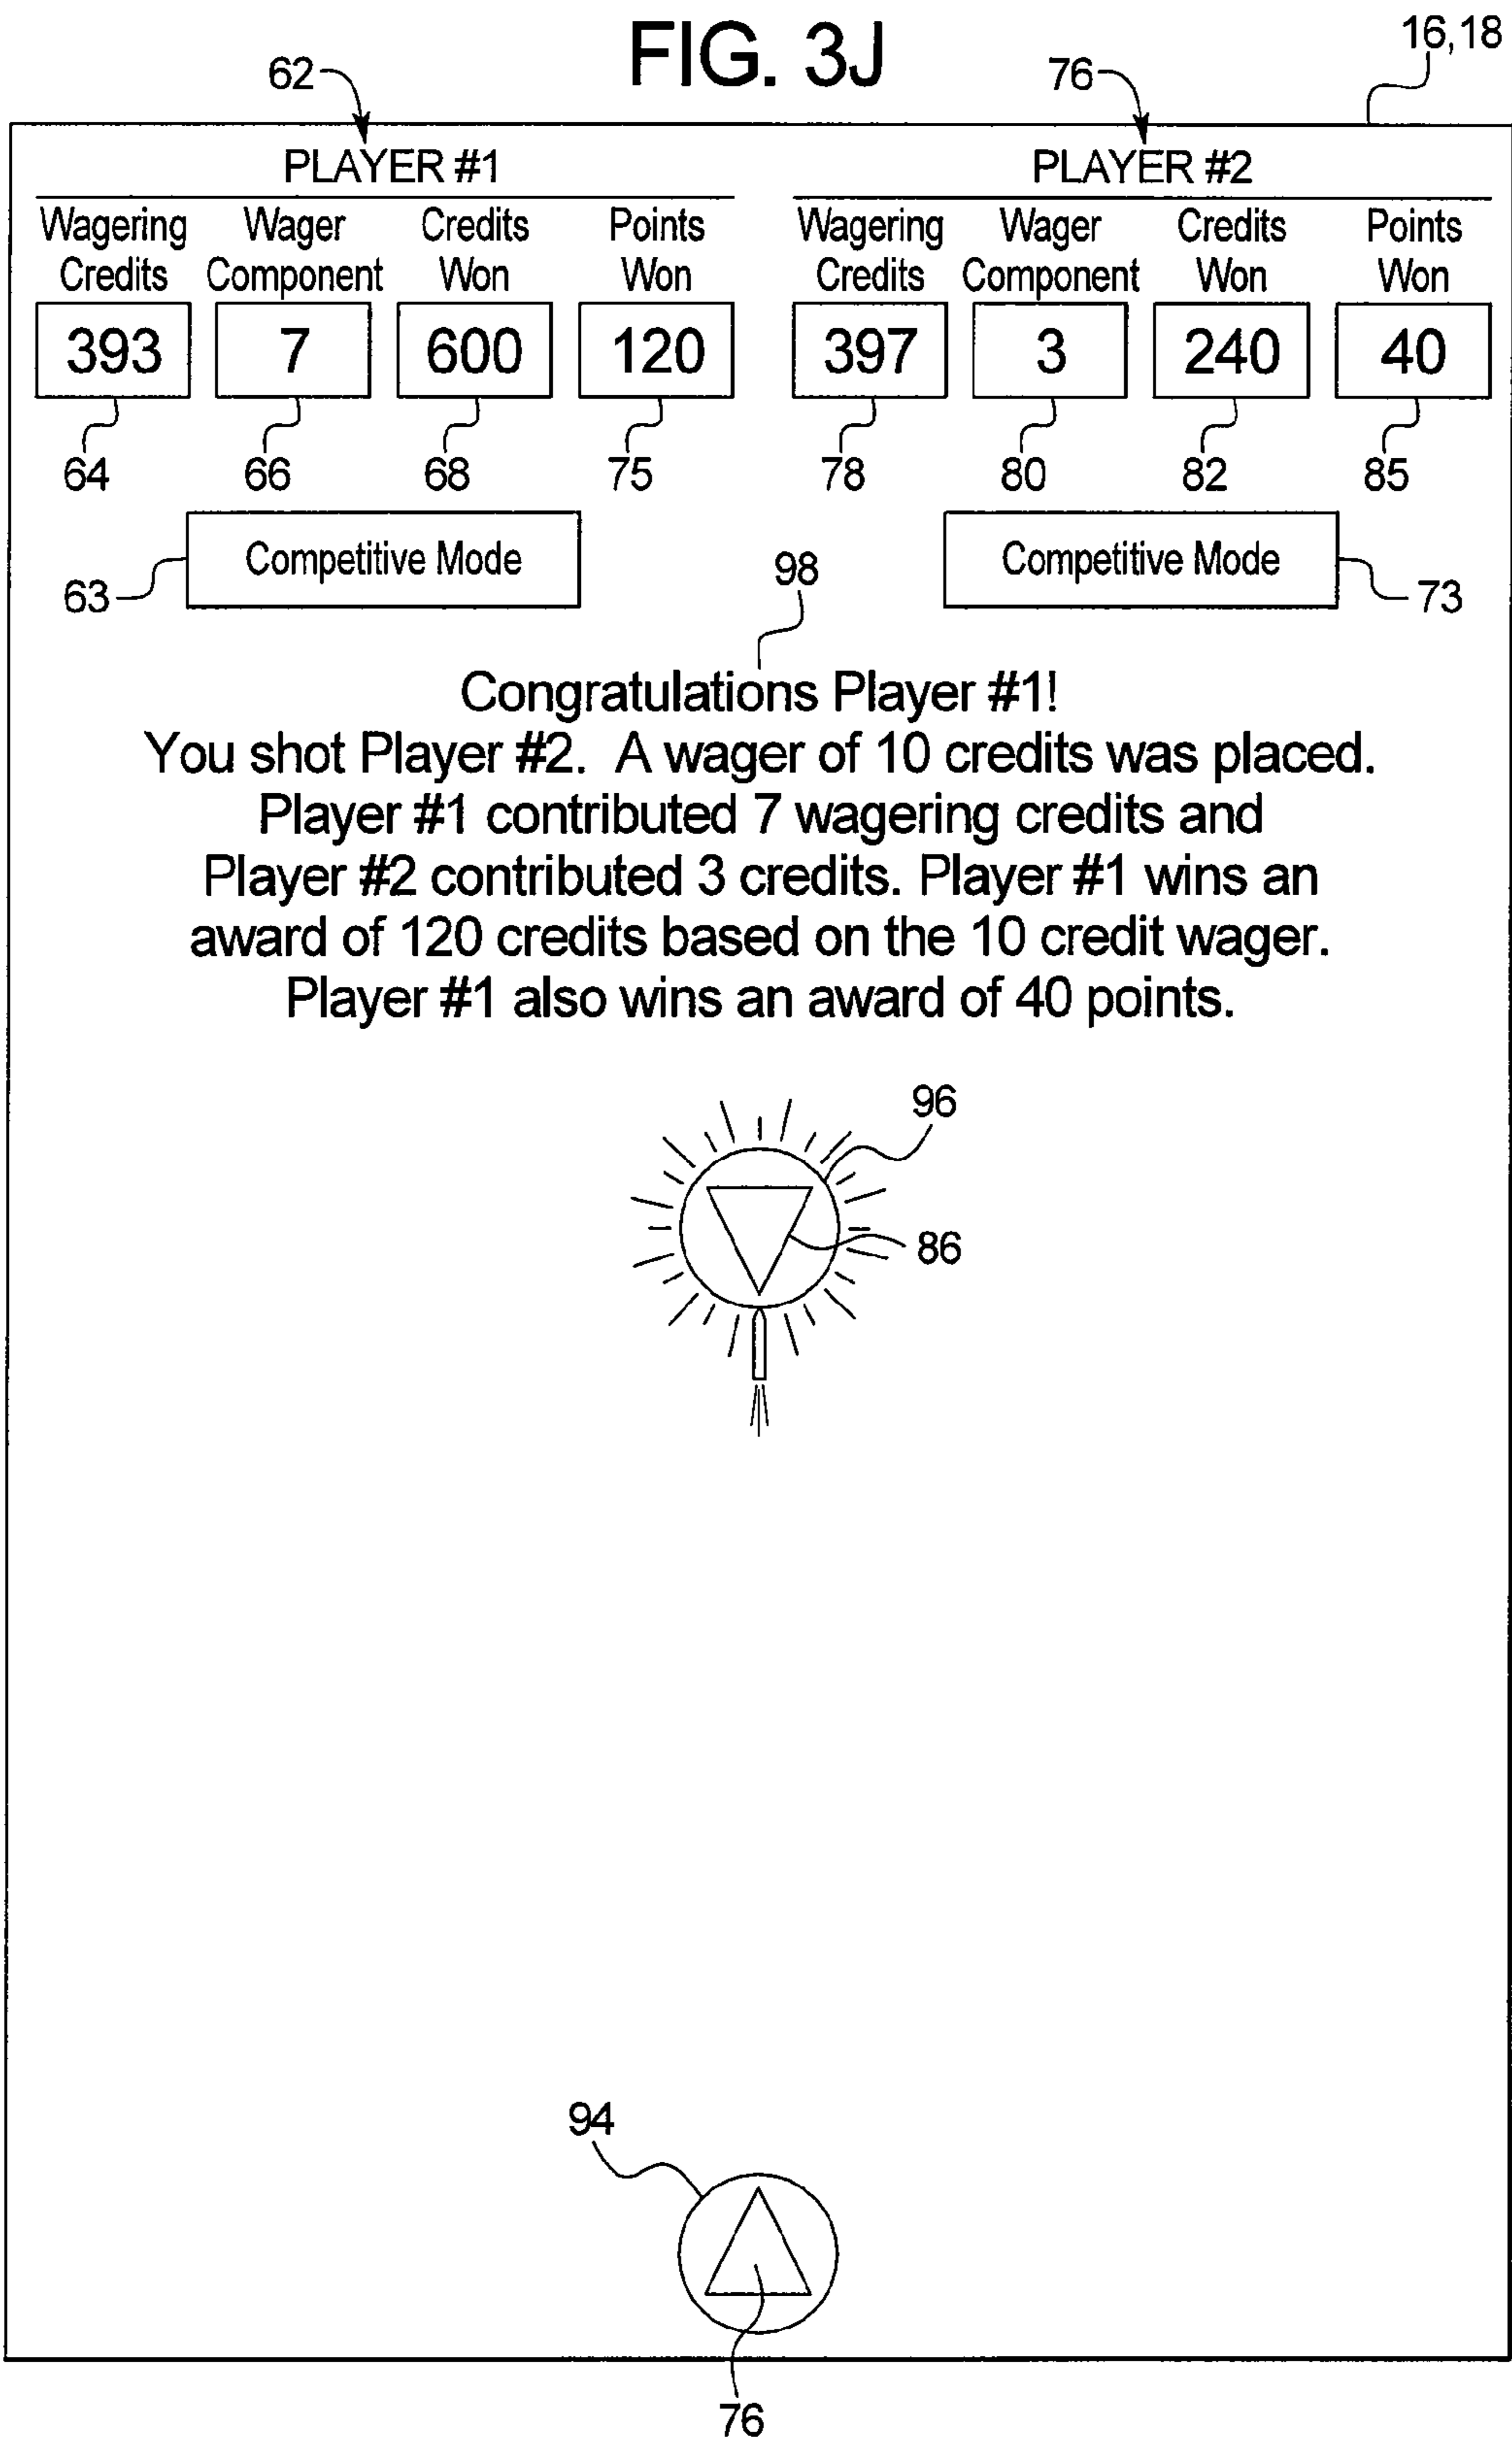 FIG. 3J
16,18
62
76
PLAYER #1
PLAYER #2
Wagering Wager Credits Points Wagering Wager Credits Points
Credits Component Won Won Credits Component Won Won
393 7 600 120 397 3 240 40
64 66 68 75 78 80 82 85
Competitive Mode
Competitive Mode
63
98
73
Congratulations Player #1!
You shot Player #2. A wager of 10 credits was placed.
Player #1 contributed 7 wagering credits and
Player #2 contributed 3 credits. Player #1 wins an
award of 120 credits based on the 10 credit wager.
Player #1 also wins an award of 40 points.
96
86
94
76